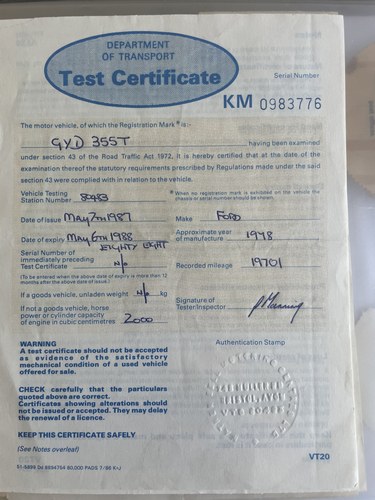 DEPARTMENT
OF TRANSPORT
Test Certificate
Serial Number
KM 0983776
The motor vehicle, of which the Registration Mark * is:-
GYD 355T having been examined
under section 43 of the Road Traffic Act 1972, it is hereby certified that at the date of the
examination thereof the statutory requirements prescribed by Regulations made under the said
section 43 were complied with in relation to the vehicle.
Vehicle Testing
Station Number 80483
* When no registration mark is exhibited on the vehicle the
chassis or serial number should be shown.
Date of issue MAY 7TH 1987
Make FORD
Date of expiry MAY 6TH 1988
EIGHTY EIGHT
Approximate year
of manufacture 1978
Serial Number of
immediately preceding
Test Certificate N/A
Recorded mileage 19701
(To be entered when the above date of expiry is more than 12
months after the above date of issue.)
If a goods vehicle, unladen weight N/A kg
If not a goods vehicle, horse
power or cylinder capacity
of engine in cubic centimetres 2000
Signature of
Tester/Inspector
WARNING
A test certificate should not be accepted
as evidence of the satisfactory
mechanical condition of a used vehicle
offered for sale.
Authentication Stamp
CHECK carefully that the particulars
quoted above are correct.
Certificates showing alterations should
not be issued or accepted. They may delay
the renewal of a licence.
KEEP THIS CERTIFICATE SAFELY
(See Notes overleaf)
VT20